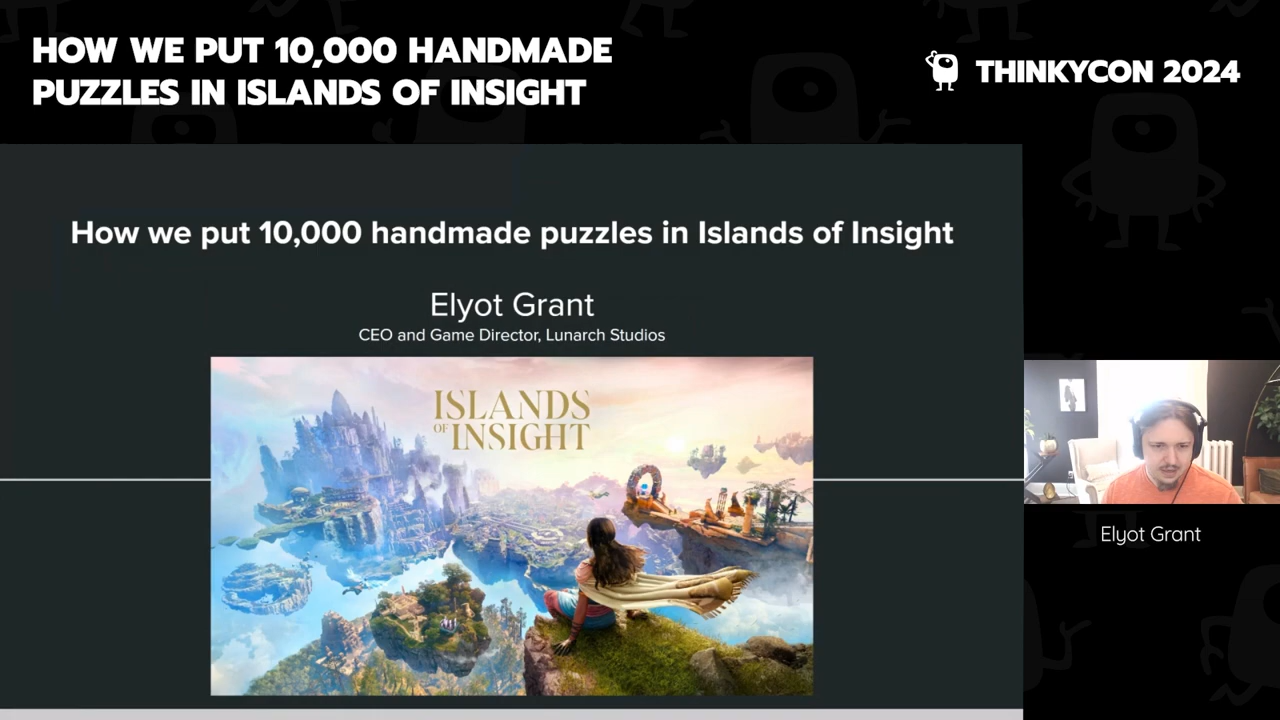 HOW WE PUT 10,000 HANDMADE
PUZZLES IN ISLANDS OF INSIGHT
THINKYCON 2024
How we put 10,000 handmade puzzles in Islands of Insight
Elyot Grant
CEO and Game Director, Lunarch Studios
ISLANDS
OF INSIGHT
Elyot Grant